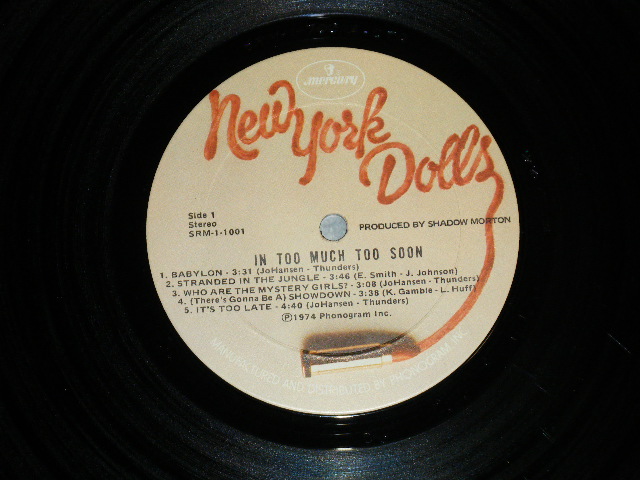 mercury
New York
Dolls
Side 1
Stereo
SRM-1-1001
PRODUCED BY SHADOW MORTON
IN TOO MUCH TOO SOON
1. BABYLON - 3:31 (JoHansen - Thunders)
2. STRANDED IN THE JUNGLE - 3:46 (E. Smith - J. Johnson)
3. WHO ARE THE MYSTERY GIRLS? - 3:08 (JoHansen - Thunders)
4. (There's Gonna Be A) SHOWDOWN - 3:38 (K. Gamble - L. Huff)
5. IT'S TOO LATE - 4:40 (JoHansen - Thunders)
Ⓟ1974 Phonogram Inc.
MANUFACTURED AND DISTRIBUTED BY PHONOGRAM, INC.